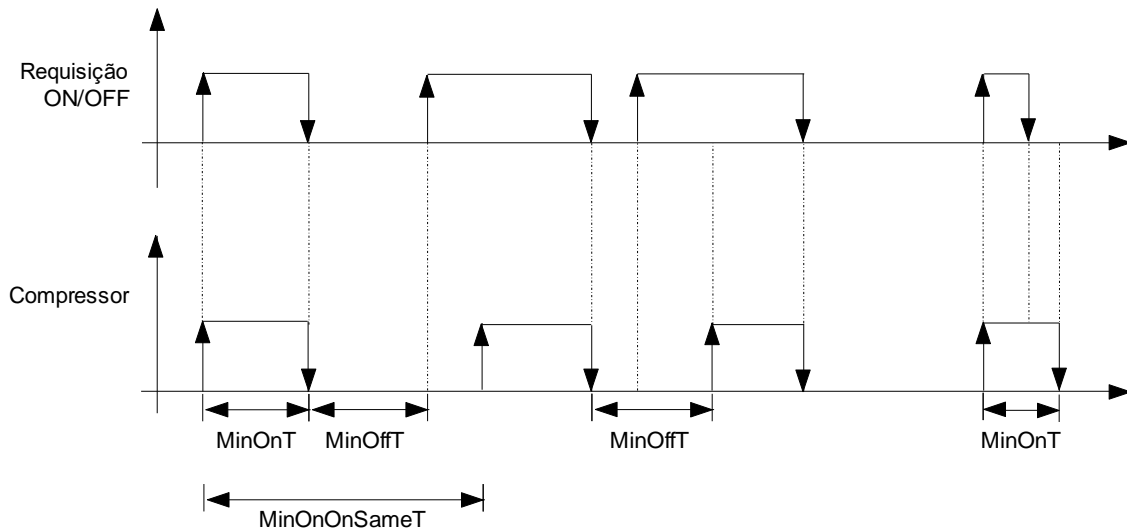 Requisição
ON/OFF
Compressor
MinOnT
MinOffT
MinOffT
MinOnT
MinOnOnSameT